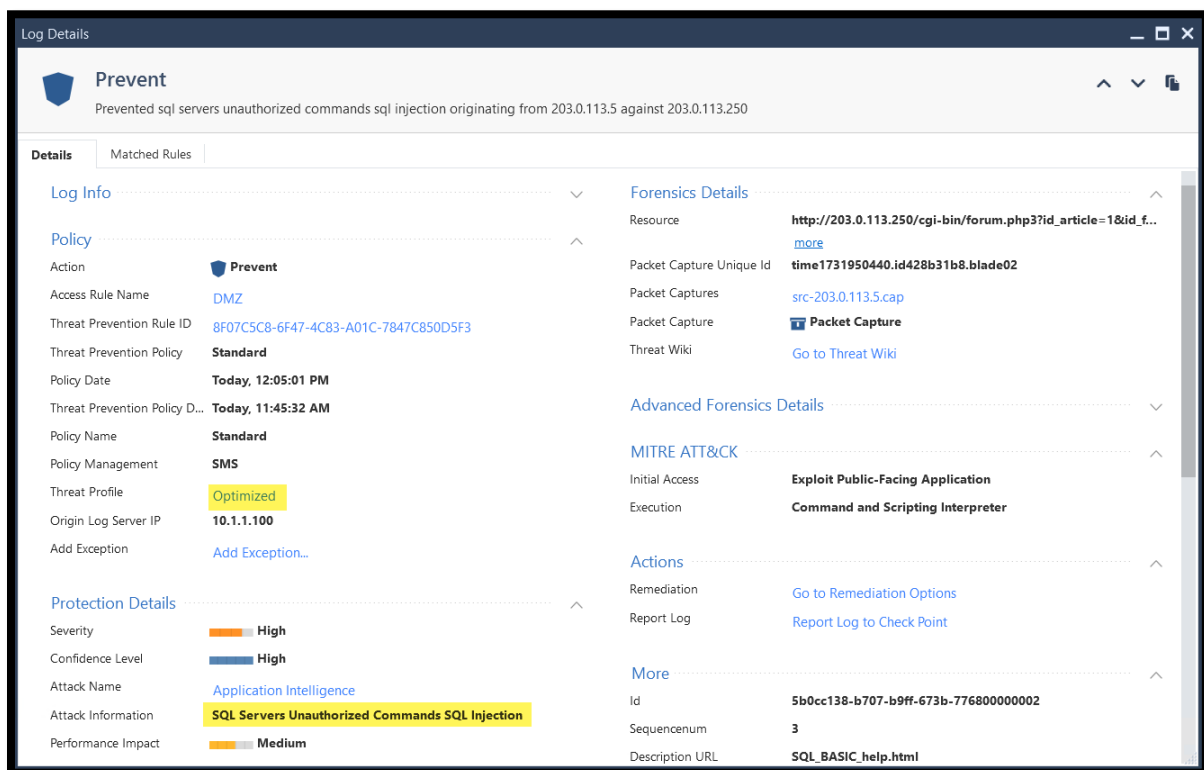 Log Details
Prevent
Prevented sql servers unauthorized commands sql injection originating from 203.0.113.5 against 203.0.113.250
Details Matched Rules
Log Info
Policy
Action Prevent
Access Rule Name DMZ
Threat Prevention Rule ID 8F07C5C8-6F47-4C83-A01C-7847C850D5F3
Threat Prevention Policy Standard
Policy Date Today, 12:05:01 PM
Threat Prevention Policy D... Today, 11:45:32 AM
Policy Name Standard
Policy Management SMS
Threat Profile Optimized
Origin Log Server IP 10.1.1.100
Add Exception Add Exception...
Protection Details
Severity High
Confidence Level High
Attack Name Application Intelligence
Attack Information SQL Servers Unauthorized Commands SQL Injection
Performance Impact Medium
Forensics Details
Resource http://203.0.113.250/cgi-bin/forum.php3?id_article=1&id_f...
more
Packet Capture Unique Id time1731950440.id428b31b8.blade02
Packet Captures src-203.0.113.5.cap
Packet Capture Packet Capture
Threat Wiki Go to Threat Wiki
Advanced Forensics Details
MITRE ATT&CK
Initial Access Exploit Public-Facing Application
Execution Command and Scripting Interpreter
Actions
Remediation Go to Remediation Options
Report Log Report Log to Check Point
More
Id 5b0cc138-b707-b9ff-673b-776800000002
Sequencenum 3
Description URL SQL_BASIC_help.html